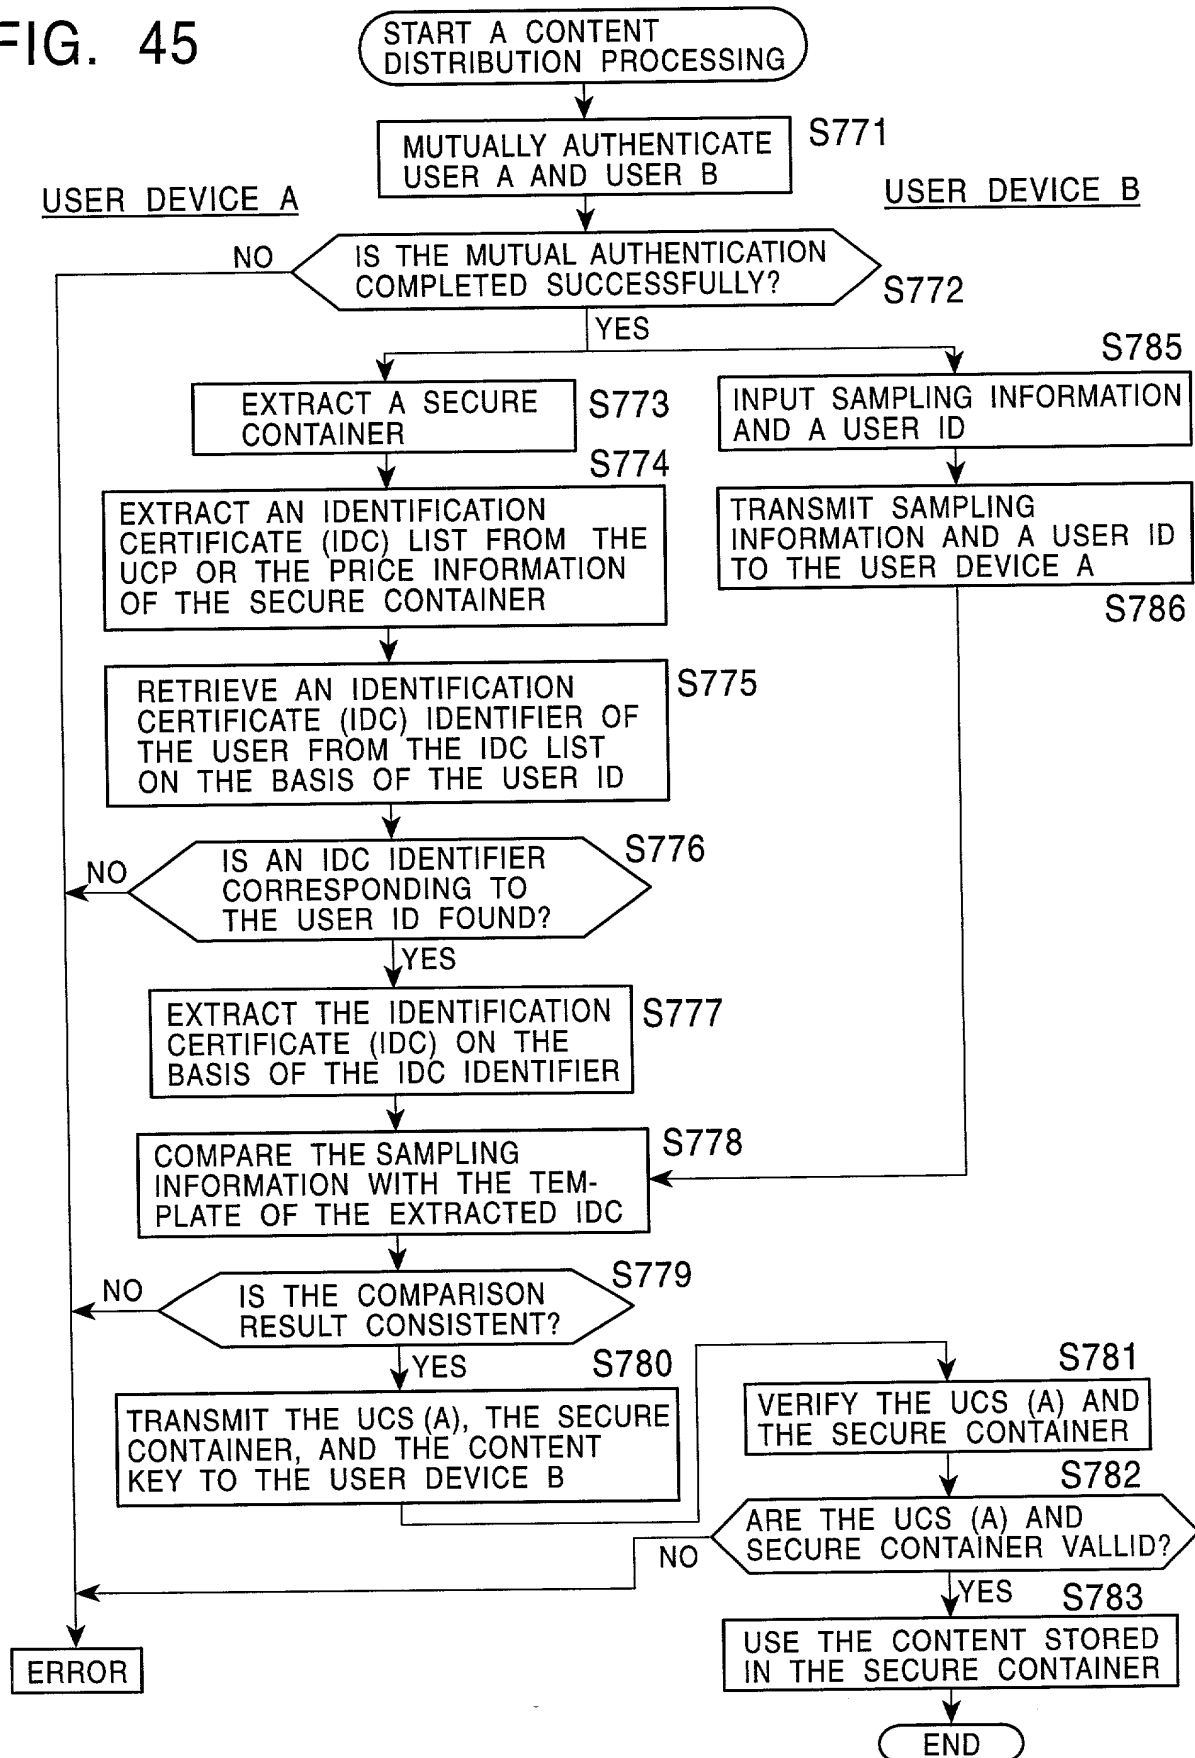 FIG. 45
START A CONTENT
DISTRIBUTION PROCESSING
S771
MUTUALLY AUTHENTICATE
USER A AND USER B
USER DEVICE A
USER DEVICE B
NO
IS THE MUTUAL AUTHENTICATION
COMPLETED SUCCESSFULLY?
S772
YES
S773
EXTRACT A SECURE
CONTAINER
S785
INPUT SAMPLING INFORMATION
AND A USER ID
S774
EXTRACT AN IDENTIFICATION
CERTIFICATE (IDC) LIST FROM THE
UCP OR THE PRICE INFORMATION
OF THE SECURE CONTAINER
TRANSMIT SAMPLING
INFORMATION AND A USER ID
TO THE USER DEVICE A
S786
S775
RETRIEVE AN IDENTIFICATION
CERTIFICATE (IDC) IDENTIFIER OF
THE USER FROM THE IDC LIST
ON THE BASIS OF THE USER ID
S776
NO
IS AN IDC IDENTIFIER
CORRESPONDING TO
THE USER ID FOUND?
YES
S777
EXTRACT THE IDENTIFICATION
CERTIFICATE (IDC) ON THE
BASIS OF THE IDC IDENTIFIER
S778
COMPARE THE SAMPLING
INFORMATION WITH THE TEM-
PLATE OF THE EXTRACTED IDC
S779
NO
IS THE COMPARISON
RESULT CONSISTENT?
YES
S780
TRANSMIT THE UCS (A), THE SECURE
CONTAINER, AND THE CONTENT
KEY TO THE USER DEVICE B
S781
VERIFY THE UCS (A) AND
THE SECURE CONTAINER
S782
ARE THE UCS (A) AND
SECURE CONTAINER VALLID?
NO
YES
S783
USE THE CONTENT STORED
IN THE SECURE CONTAINER
ERROR
END